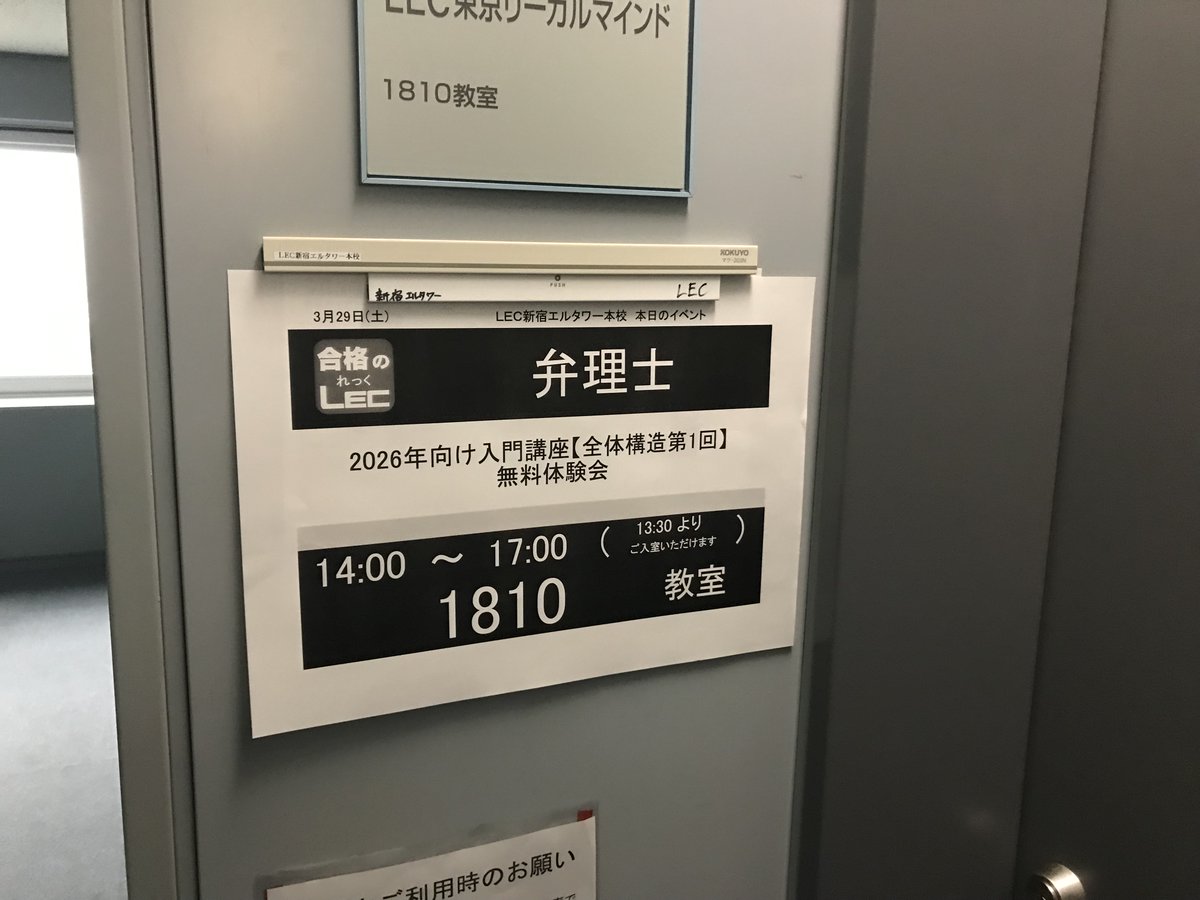 LEC東京リーガルマインド
1810教室
LEC新宿エルタワー本校
KOKUYO
PUSH
新宿エルタワー
LEC
3月29日(土)
LEC新宿エルタワー本校 本日のイベント
合格の
れっく
LEC
弁理士
2026年向け入門講座【全体構造第1回】
無料体験会
14:00 ～ 17:00
(13:30 より
ご入室いただけます)
1810 教室
ご利用時のお願い